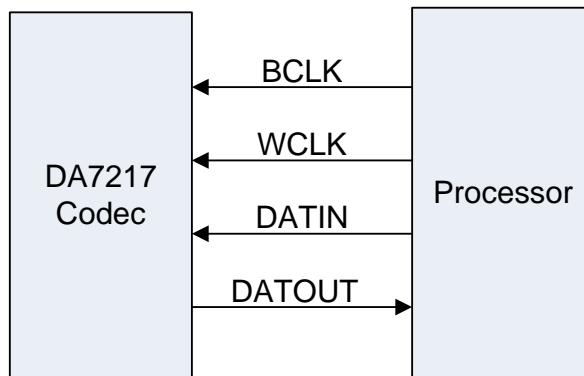 DA7217
Codec
BCLK
WCLK
DATIN
DATOUT
Processor